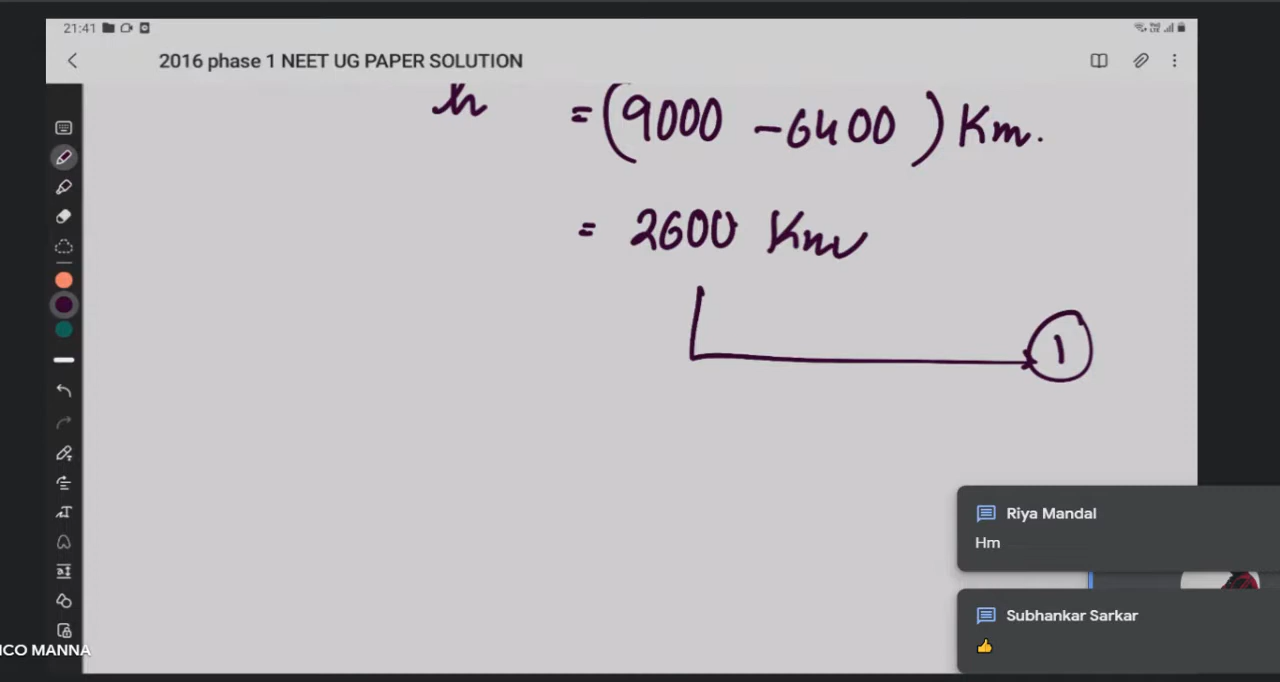 21:41
2016 phase 1 NEET UG PAPER SOLUTION
h = (9000 - 6400) Km.
= 2600 Km
1
Riya Mandal
Hm
Subhankar Sarkar
👍
CO MANNA